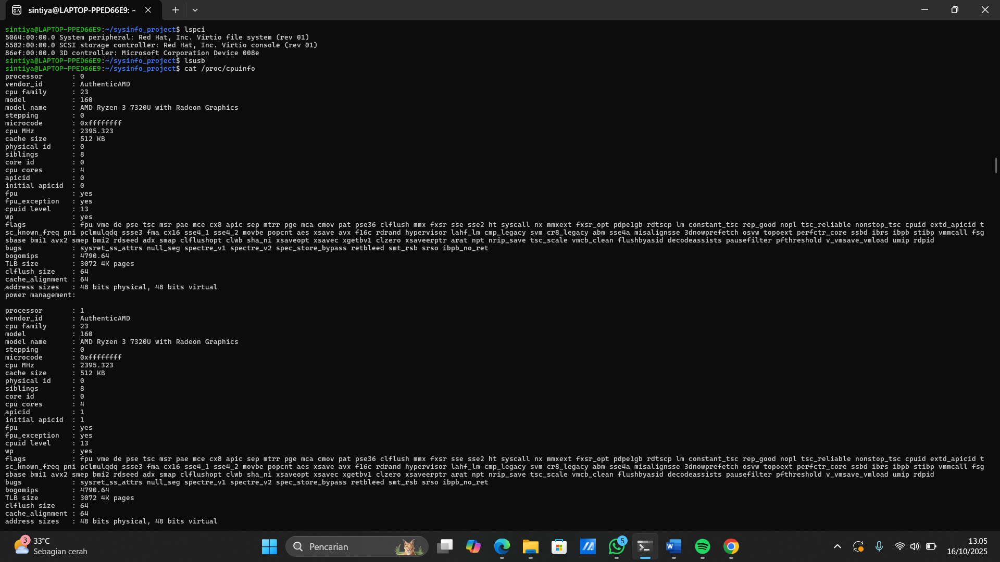 sintiya@LAPTOP-PPED66E9: ~
sintiya@LAPTOP-PPED66E9:~/sysinfo_project$ lspci
5064:00:00.0 System peripheral: Red Hat, Inc. Virtio file system (rev 01)
5582:00:00.0 SCSI storage controller: Red Hat, Inc. Virtio console (rev 01)
86ef:00:00.0 3D controller: Microsoft Corporation Device 008e
sintiya@LAPTOP-PPED66E9:~/sysinfo_project$ lsusb
sintiya@LAPTOP-PPED66E9:~/sysinfo_project$ cat /proc/cpuinfo
processor : 0
vendor_id : AuthenticAMD
cpu family : 23
model : 160
model name : AMD Ryzen 3 7320U with Radeon Graphics
stepping : 0
microcode : 0xffffffff
cpu MHz : 2395.323
cache size : 512 KB
physical id : 0
siblings : 8
core id : 0
cpu cores : 4
apicid : 0
initial apicid : 0
fpu : yes
fpu_exception : yes
cpuid level : 13
wp : yes
flags : fpu vme de pse tsc msr pae mce cx8 apic sep mtrr pge mca cmov pat pse36 clflush mmx fxsr sse sse2 ht syscall nx mmxext fxsr_opt pdpe1gb rdtscp lm constant_tsc rep_good nopl tsc_reliable nonstop_tsc cpuid extd_apicid t
sc_known_freq pni pclmulqdq ssse3 fma cx16 sse4_1 sse4_2 movbe popcnt aes xsave avx f16c rdrand hypervisor lahf_lm cmp_legacy svm cr8_legacy abm sse4a misalignsse 3dnowprefetch osvw topoext perfctr_core ssbd ibrs ibpb stibp vmmcall fsg
sbase bmi1 avx2 smep bmi2 rdseed adx smap clflushopt clwb sha_ni xsaveopt xsavec xgetbv1 clzero xsaveerptr arat npt nrip_save tsc_scale vmcb_clean flushbyasid decodeassists pausefilter pfthreshold v_vmsave_vmload umip rdpid
bugs : sysret_ss_attrs null_seg spectre_v1 spectre_v2 spec_store_bypass retbleed smt_rsb srso ibpb_no_ret
bogomips : 4790.64
TLB size : 3072 4K pages
clflush size : 64
cache_alignment : 64
address sizes : 48 bits physical, 48 bits virtual
power management:
processor : 1
vendor_id : AuthenticAMD
cpu family : 23
model : 160
model name : AMD Ryzen 3 7320U with Radeon Graphics
stepping : 0
microcode : 0xffffffff
cpu MHz : 2395.323
cache size : 512 KB
physical id : 0
siblings : 8
core id : 0
cpu cores : 4
apicid : 1
initial apicid : 1
fpu : yes
fpu_exception : yes
cpuid level : 13
wp : yes
flags : fpu vme de pse tsc msr pae mce cx8 apic sep mtrr pge mca cmov pat pse36 clflush mmx fxsr sse sse2 ht syscall nx mmxext fxsr_opt pdpe1gb rdtscp lm constant_tsc rep_good nopl tsc_reliable nonstop_tsc cpuid extd_apicid t
sc_known_freq pni pclmulqdq ssse3 fma cx16 sse4_1 sse4_2 movbe popcnt aes xsave avx f16c rdrand hypervisor lahf_lm cmp_legacy svm cr8_legacy abm sse4a misalignsse 3dnowprefetch osvw topoext perfctr_core ssbd ibrs ibpb stibp vmmcall fsg
sbase bmi1 avx2 smep bmi2 rdseed adx smap clflushopt clwb sha_ni xsaveopt xsavec xgetbv1 clzero xsaveerptr arat npt nrip_save tsc_scale vmcb_clean flushbyasid decodeassists pausefilter pfthreshold v_vmsave_vmload umip rdpid
bugs : sysret_ss_attrs null_seg spectre_v1 spectre_v2 spec_store_bypass retbleed smt_rsb srso ibpb_no_ret
bogomips : 4790.64
TLB size : 3072 4K pages
clflush size : 64
cache_alignment : 64
address sizes : 48 bits physical, 48 bits virtual
3
33°C
Sebagian cerah
Pencarian
5
13.05
16/10/2025